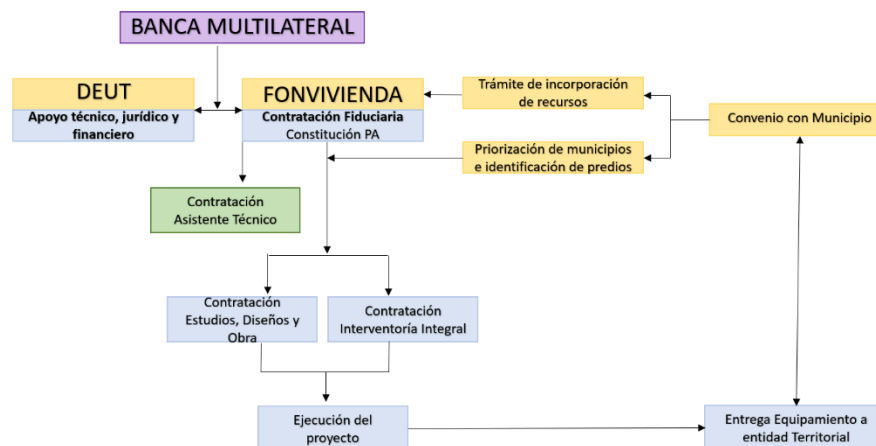 BANCA MULTILATERAL
DEUT
Apoyo técnico, jurídico y
financiero
FONVIVIENDA
Contratación Fiduciaria
Constitución PA
Trámite de incorporación
de recursos
Convenio con Municipio
Priorización de municipios
e identificación de predios
Contratación
Asistente Técnico
Contratación
Estudios, Diseños y
Obra
Contratación
Interventoría Integral
Ejecución del
proyecto
Entrega Equipamiento a
entidad Territorial